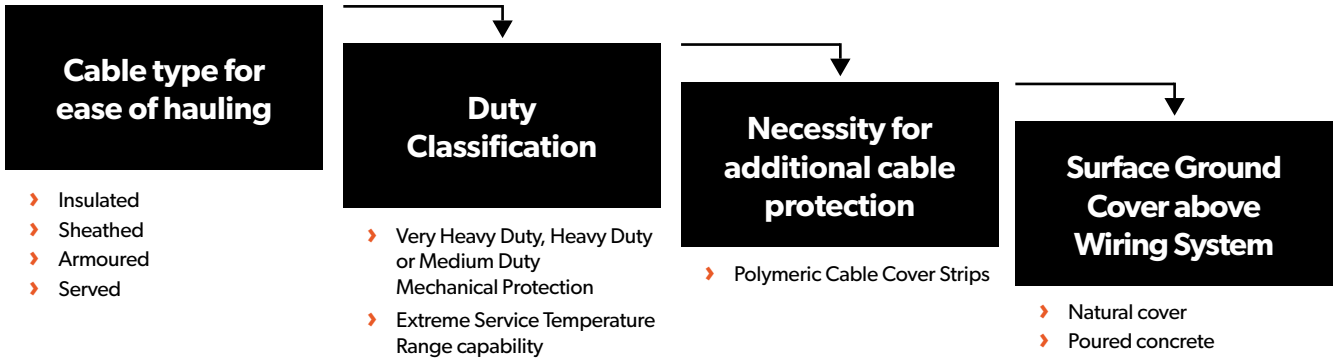 Cable type for
ease of hauling
› Insulated
› Sheathed
› Armoured
› Served
Duty
Classification
› Very Heavy Duty, Heavy Duty
or Medium Duty
Mechanical Protection
› Extreme Service Temperature
Range capability
Necessity for
additional cable
protection
› Polymeric Cable Cover Strips
Surface Ground
Cover above
Wiring System
› Natural cover
› Poured concrete